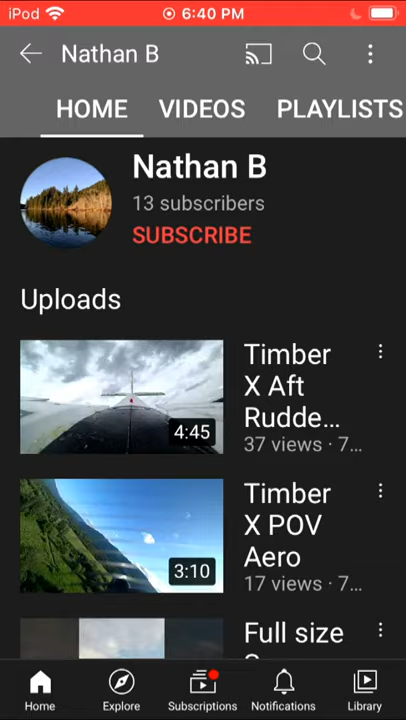 iPod 6:40 PM
Nathan B
HOME VIDEOS PLAYLISTS
Nathan B
13 subscribers
SUBSCRIBE
Uploads
Timber
X Aft
Rudde...
37 views · 7...
4:45
Timber
X POV
Aero
17 views · 7...
3:10
Full size
Home Explore Subscriptions Notifications Library